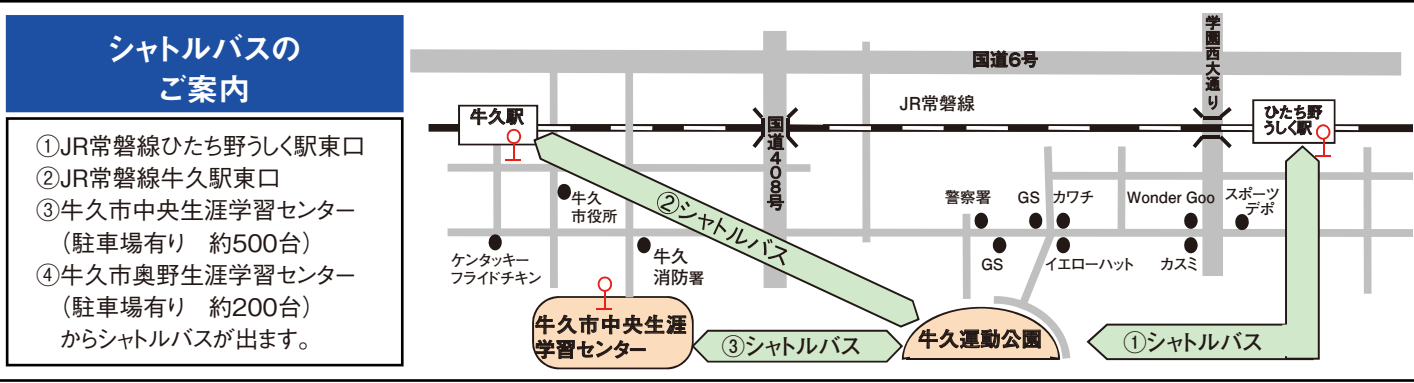 シャトルバスの
ご案内
①JR常磐線ひたち野うしく駅東口
②JR常磐線牛久駅東口
③牛久市中央生涯学習センター
（駐車場有り　約500台）
④牛久市奥野生涯学習センター
（駐車場有り　約200台）
からシャトルバスが出ます。
学園西大通り
国道6号
JR常磐線
牛久駅
ひたち野
うしく駅
国道408号
牛久
市役所
②シャトルバス
警察署
GS
カワチ
Wonder Goo
スポーツ
デポ
ケンタッキー
フライドチキン
牛久
消防署
GS
イエローハット
カスミ
牛久市中央生涯
学習センター
③シャトルバス
牛久運動公園
①シャトルバス